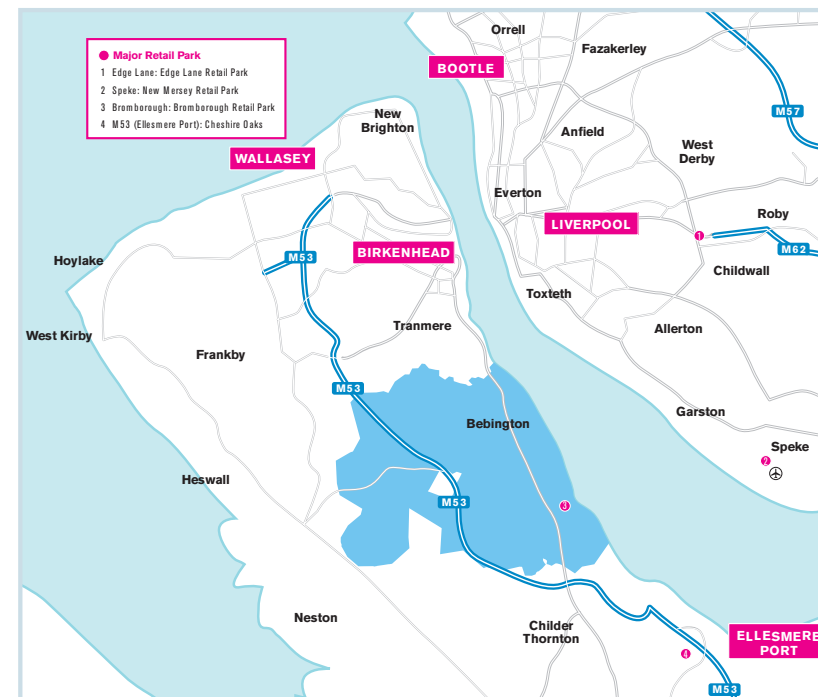 Major Retail Park
1 Edge Lane: Edge Lane Retail Park
2 Speke: New Mersey Retail Park
3 Bromborough: Bromborough Retail Park
4 M53 (Ellesmere Port): Cheshire Oaks
Orrell
Fazakerley
BOOTLE
M57
New
Brighton
Anfield
West
Derby
WALLASEY
Everton
LIVERPOOL
Roby
1
M62
BIRKENHEAD
M53
Hoylake
Childwall
Toxteth
West Kirby
Tranmere
Allerton
Frankby
M53
Garston
Bebington
Speke
2
Heswall
M53
3
Neston
Childer
Thornton
ELLESMERE
PORT
4
M53